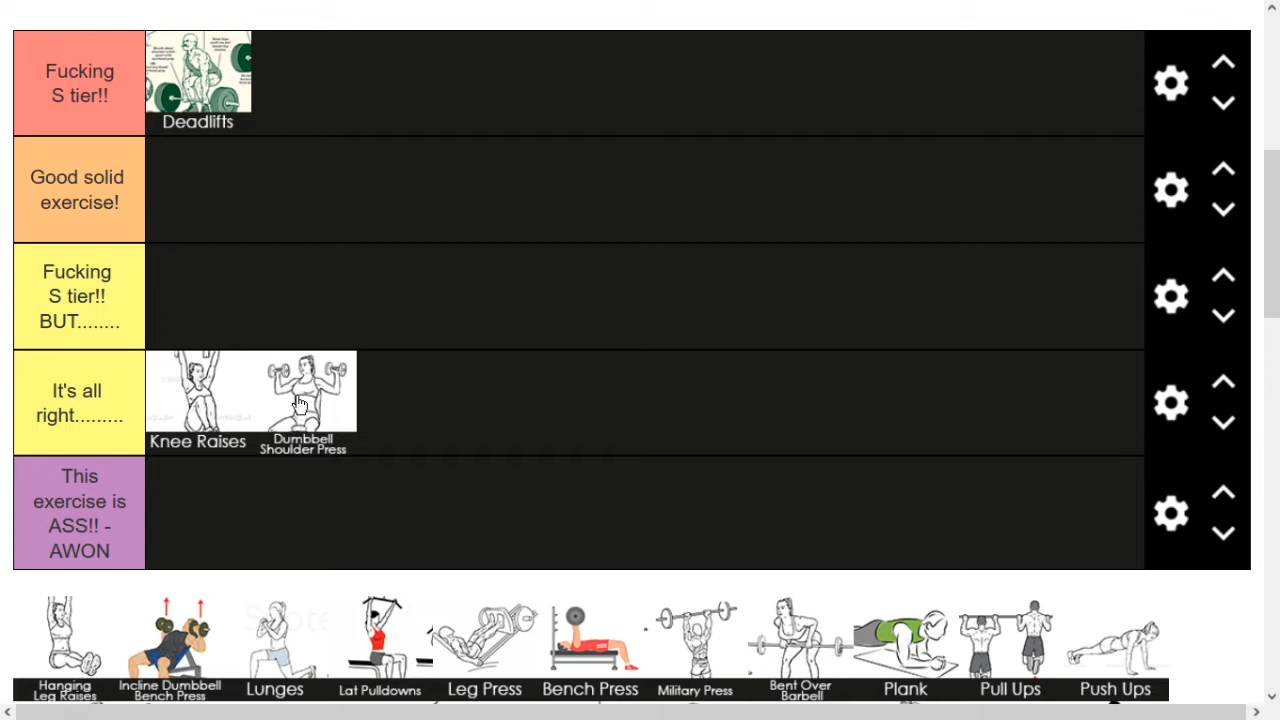 Fucking
S tier!!
Deadlifts
Good solid
exercise!
Fucking
S tier!!
BUT........
It's all
right.........
Knee Raises
Dumbbell
Shoulder Press
This
exercise is
ASS!! -
AWON
Hanging
Leg Raises
Incline Dumbbell
Bench Press
Lunges
Lat Pulldowns
Leg Press
Bench Press
Military Press
Bent Over
Barbell
Plank
Pull Ups
Push Ups